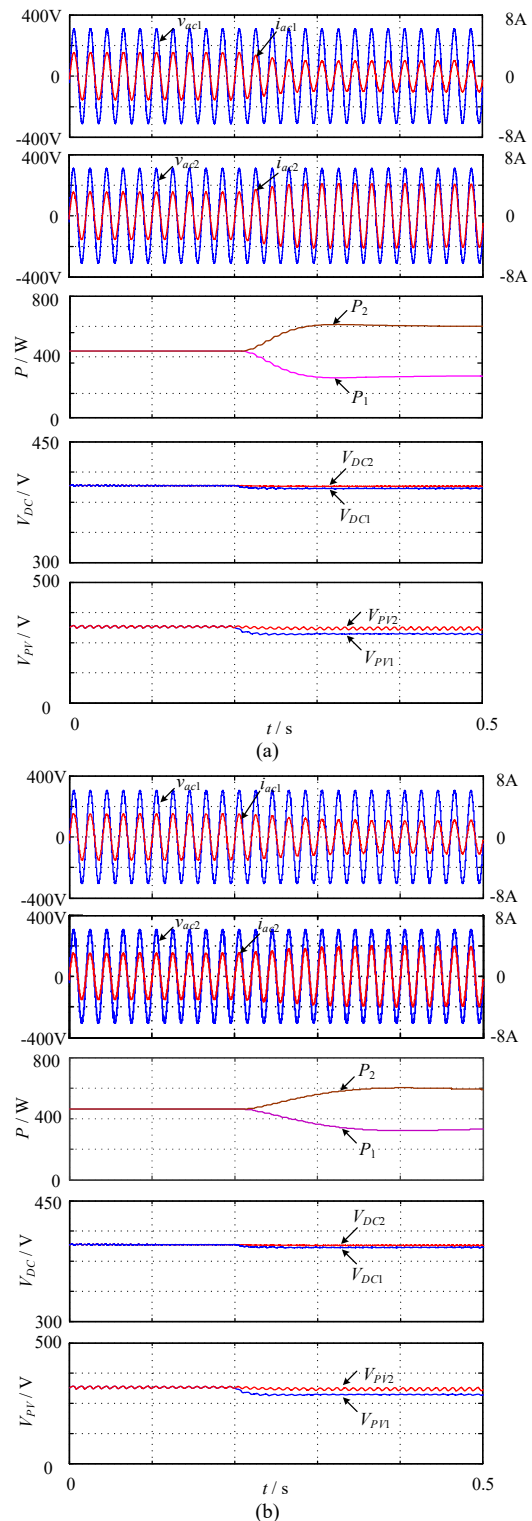 400V v_ac1 i_ac1 8A
0 0
-400V -8A
400V v_ac2 i_ac2 8A
0 0
-400V -8A
800
P_2
P / W 400
P_1
0
450
V_DC2
V_DC / V
V_DC1
300
500
V_PV2
V_PV / V
V_PV1
0
0 t / s 0.5
(a)
400V v_ac1 i_ac1 8A
0 0
-400V -8A
400V v_ac2 i_ac2 8A
0 0
-400V -8A
800
P_2
P / W 400
P_1
0
450
V_DC2
V_DC / V
V_DC1
300
500
V_PV2
V_PV / V
V_PV1
0
0 t / s 0.5
(b)